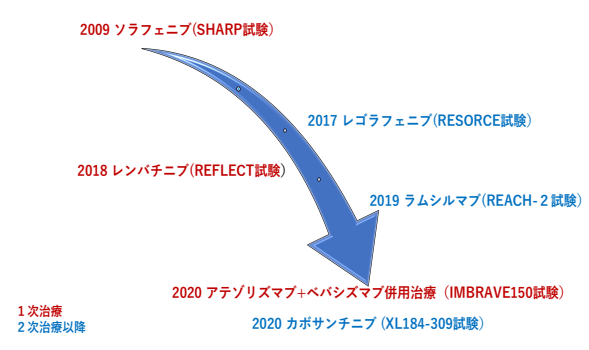 2009 ソラフェニブ(SHARP試験)
2017 レゴラフェニブ(RESORCE試験)
2018 レンバチニブ(REFLECT試験)
2019 ラムシルマブ(REACH-２試験)
2020 アテゾリズマブ+ベバシズマブ併用治療（IMBRAVE150試験）
2020 カボサンチニブ (XL184-309試験)
１次治療
２次治療以降